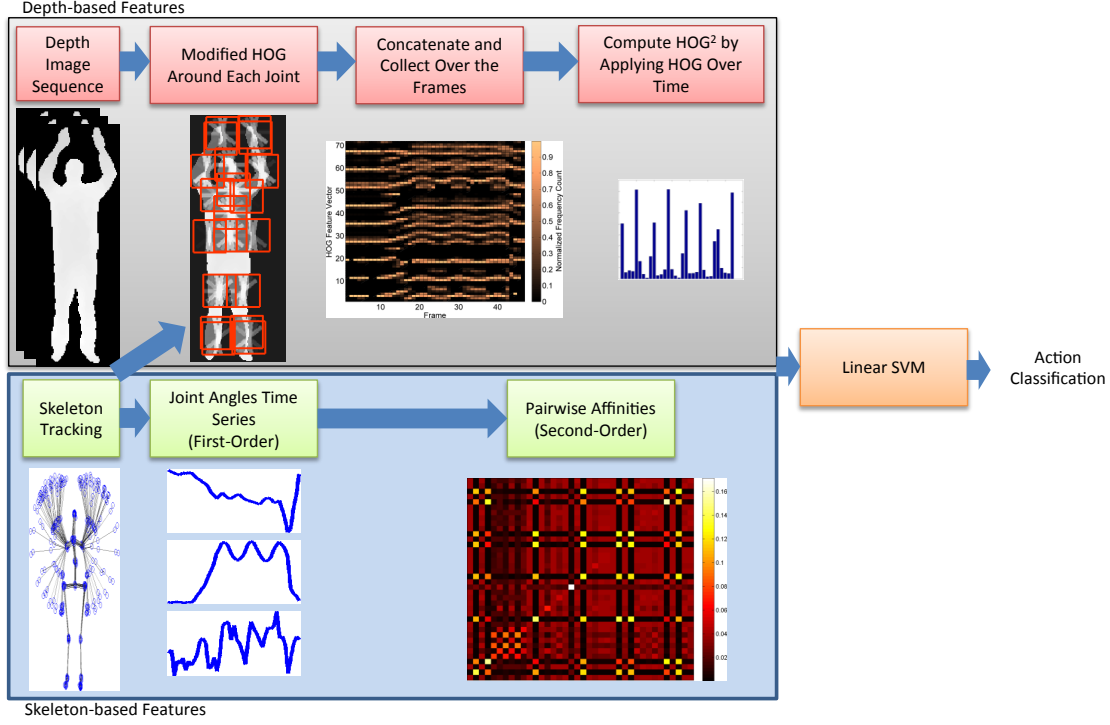 Depth-based Features
Depth
Image
Sequence
Modified HOG
Around Each Joint
Concatenate and
Collect Over the
Frames
Compute HOG² by
Applying HOG Over
Time
HOG Feature Vector
70
60
50
40
30
20
10
10
20
30
40
Frame
0.9
0.8
0.7
0.6
0.5
0.4
0.3
0.2
0.1
0
Normalized Frequency Count
Linear SVM
Action
Classification
Skeleton
Tracking
Joint Angles Time
Series
(First-Order)
Pairwise Affinities
(Second-Order)
0.16
0.14
0.12
0.10
0.08
0.06
0.04
0.02
Skeleton-based Features